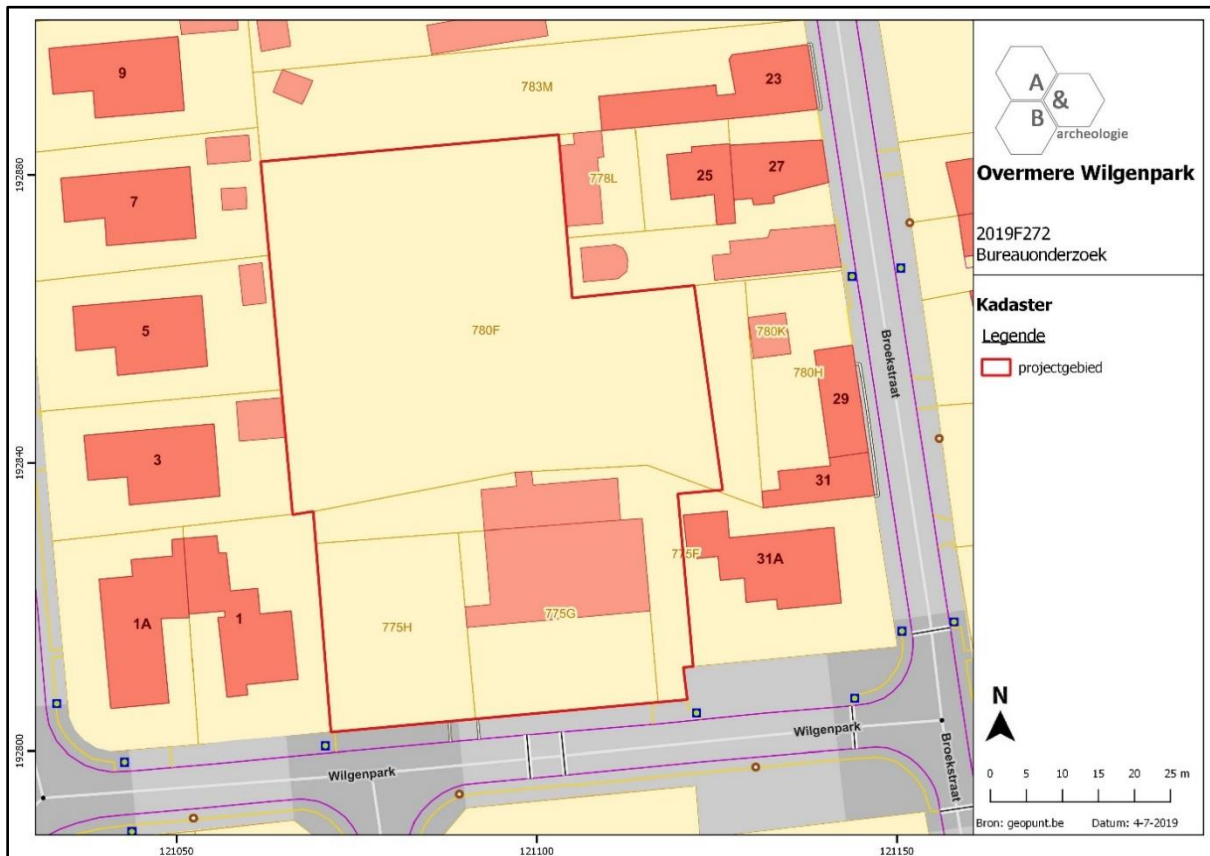 9
783M
23
192880
7
778L
25
27
5
780F
780K
780H
Broekstraat
29
192840
3
31
775F
31A
1A
1
775H
775G
Wilgenpark
Wilgenpark
Broekstraat
192800
121050
121100
121150
A
&
B
archeologie
Overmere Wilgenpark
2019F272
Bureauonderzoek
Kadaster
Legende
projectgebied
N
0 5 10 15 20 25 m
Bron: geopunt.be Datum: 4-7-2019